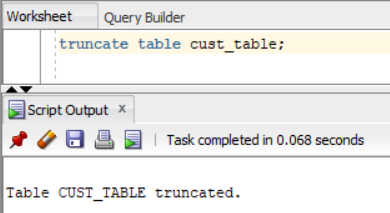 Worksheet Query Builder
truncate table cust_table;
Script Output x
Task completed in 0.068 seconds
Table CUST_TABLE truncated.